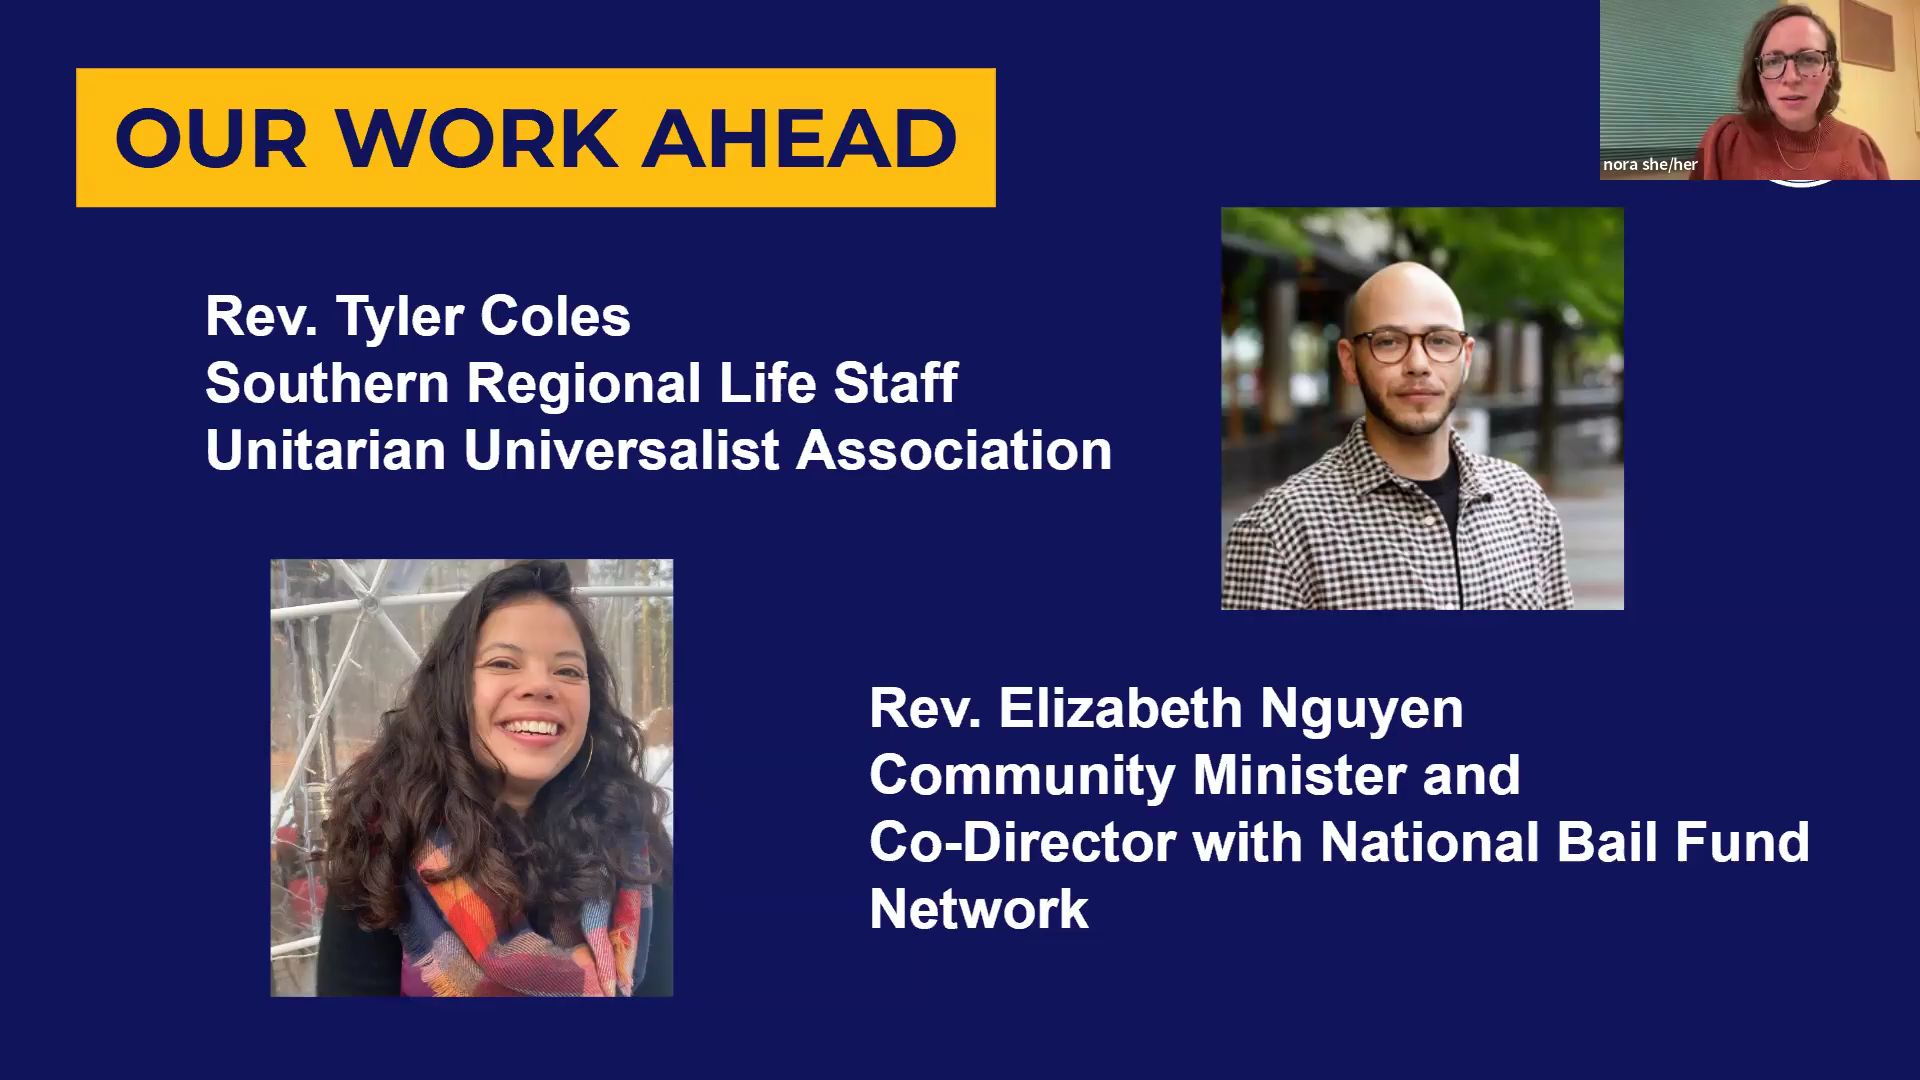 OUR WORK AHEAD
nora she/her
Rev. Tyler Coles
Southern Regional Life Staff
Unitarian Universalist Association
Rev. Elizabeth Nguyen
Community Minister and
Co-Director with National Bail Fund
Network